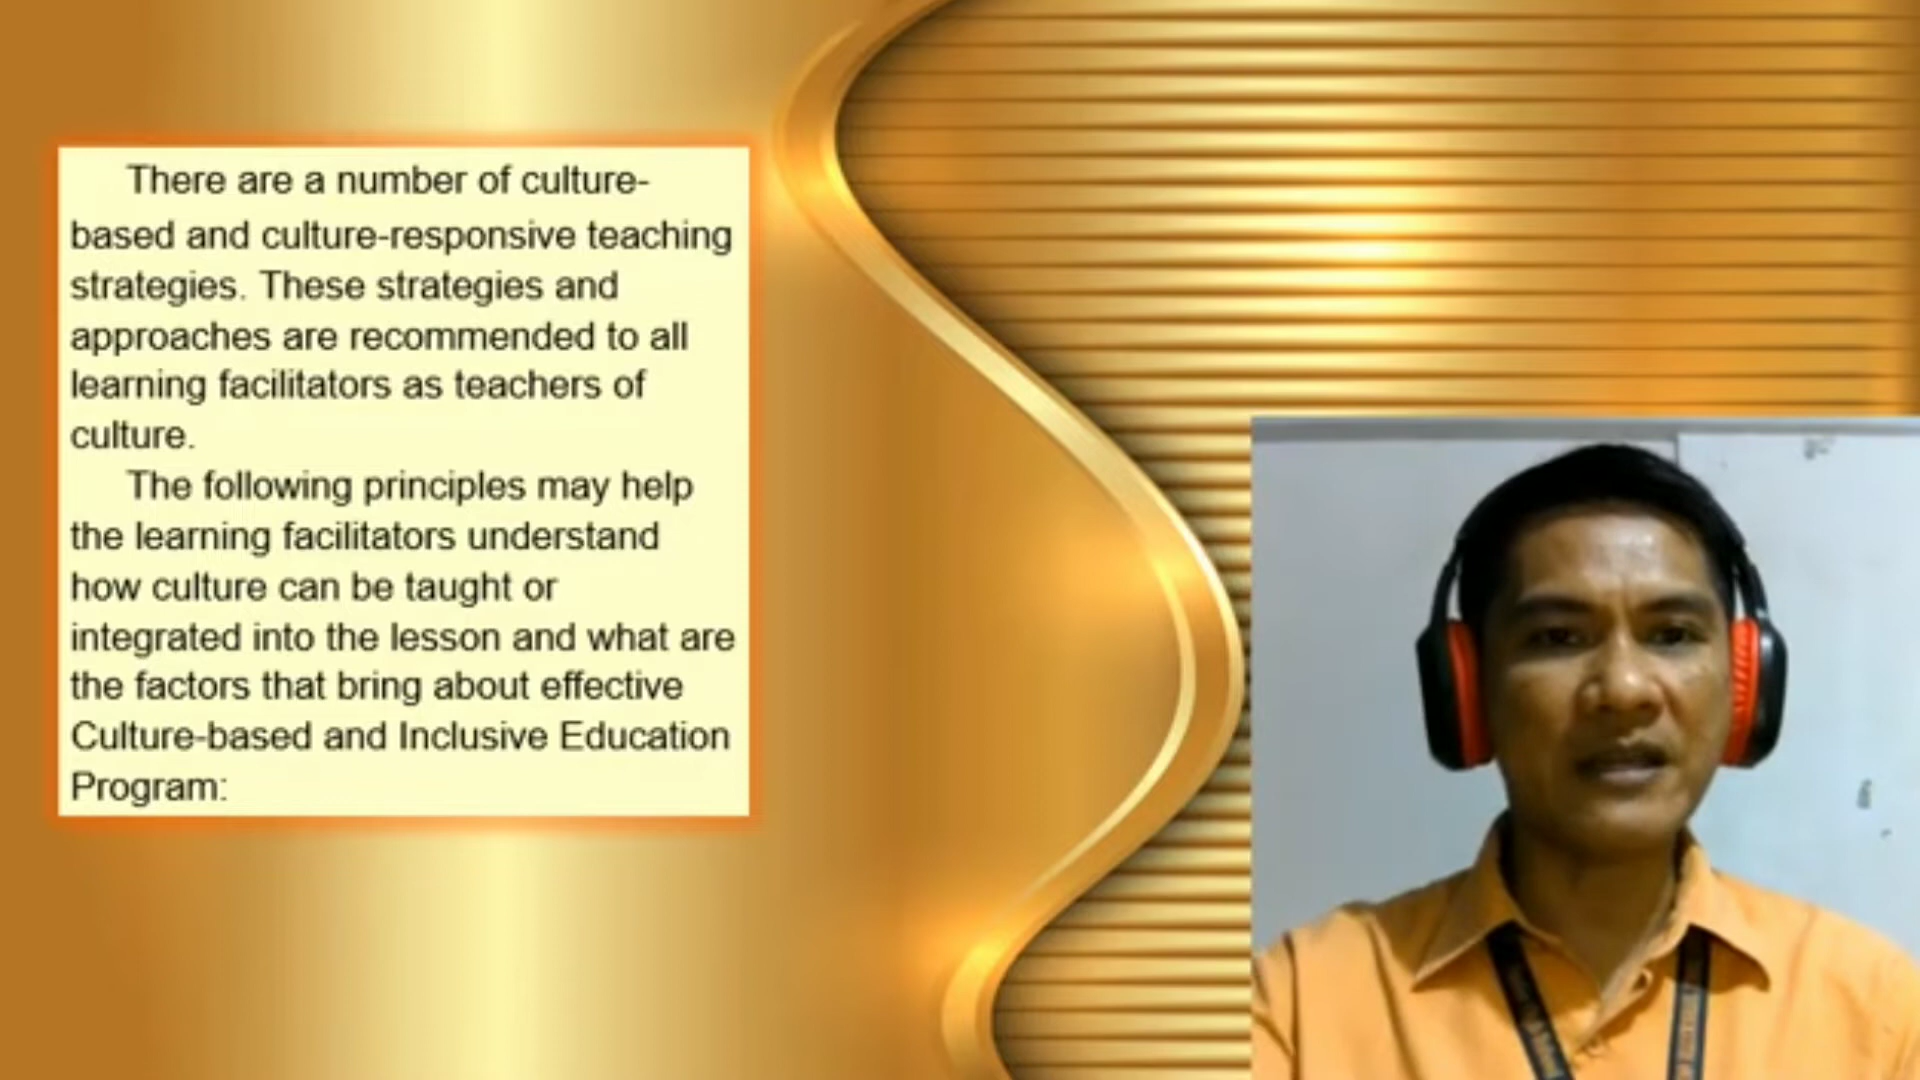 There are a number of culture-
based and culture-responsive teaching
strategies. These strategies and
approaches are recommended to all
learning facilitators as teachers of
culture.
The following principles may help
the learning facilitators understand
how culture can be taught or
integrated into the lesson and what are
the factors that bring about effective
Culture-based and Inclusive Education
Program: